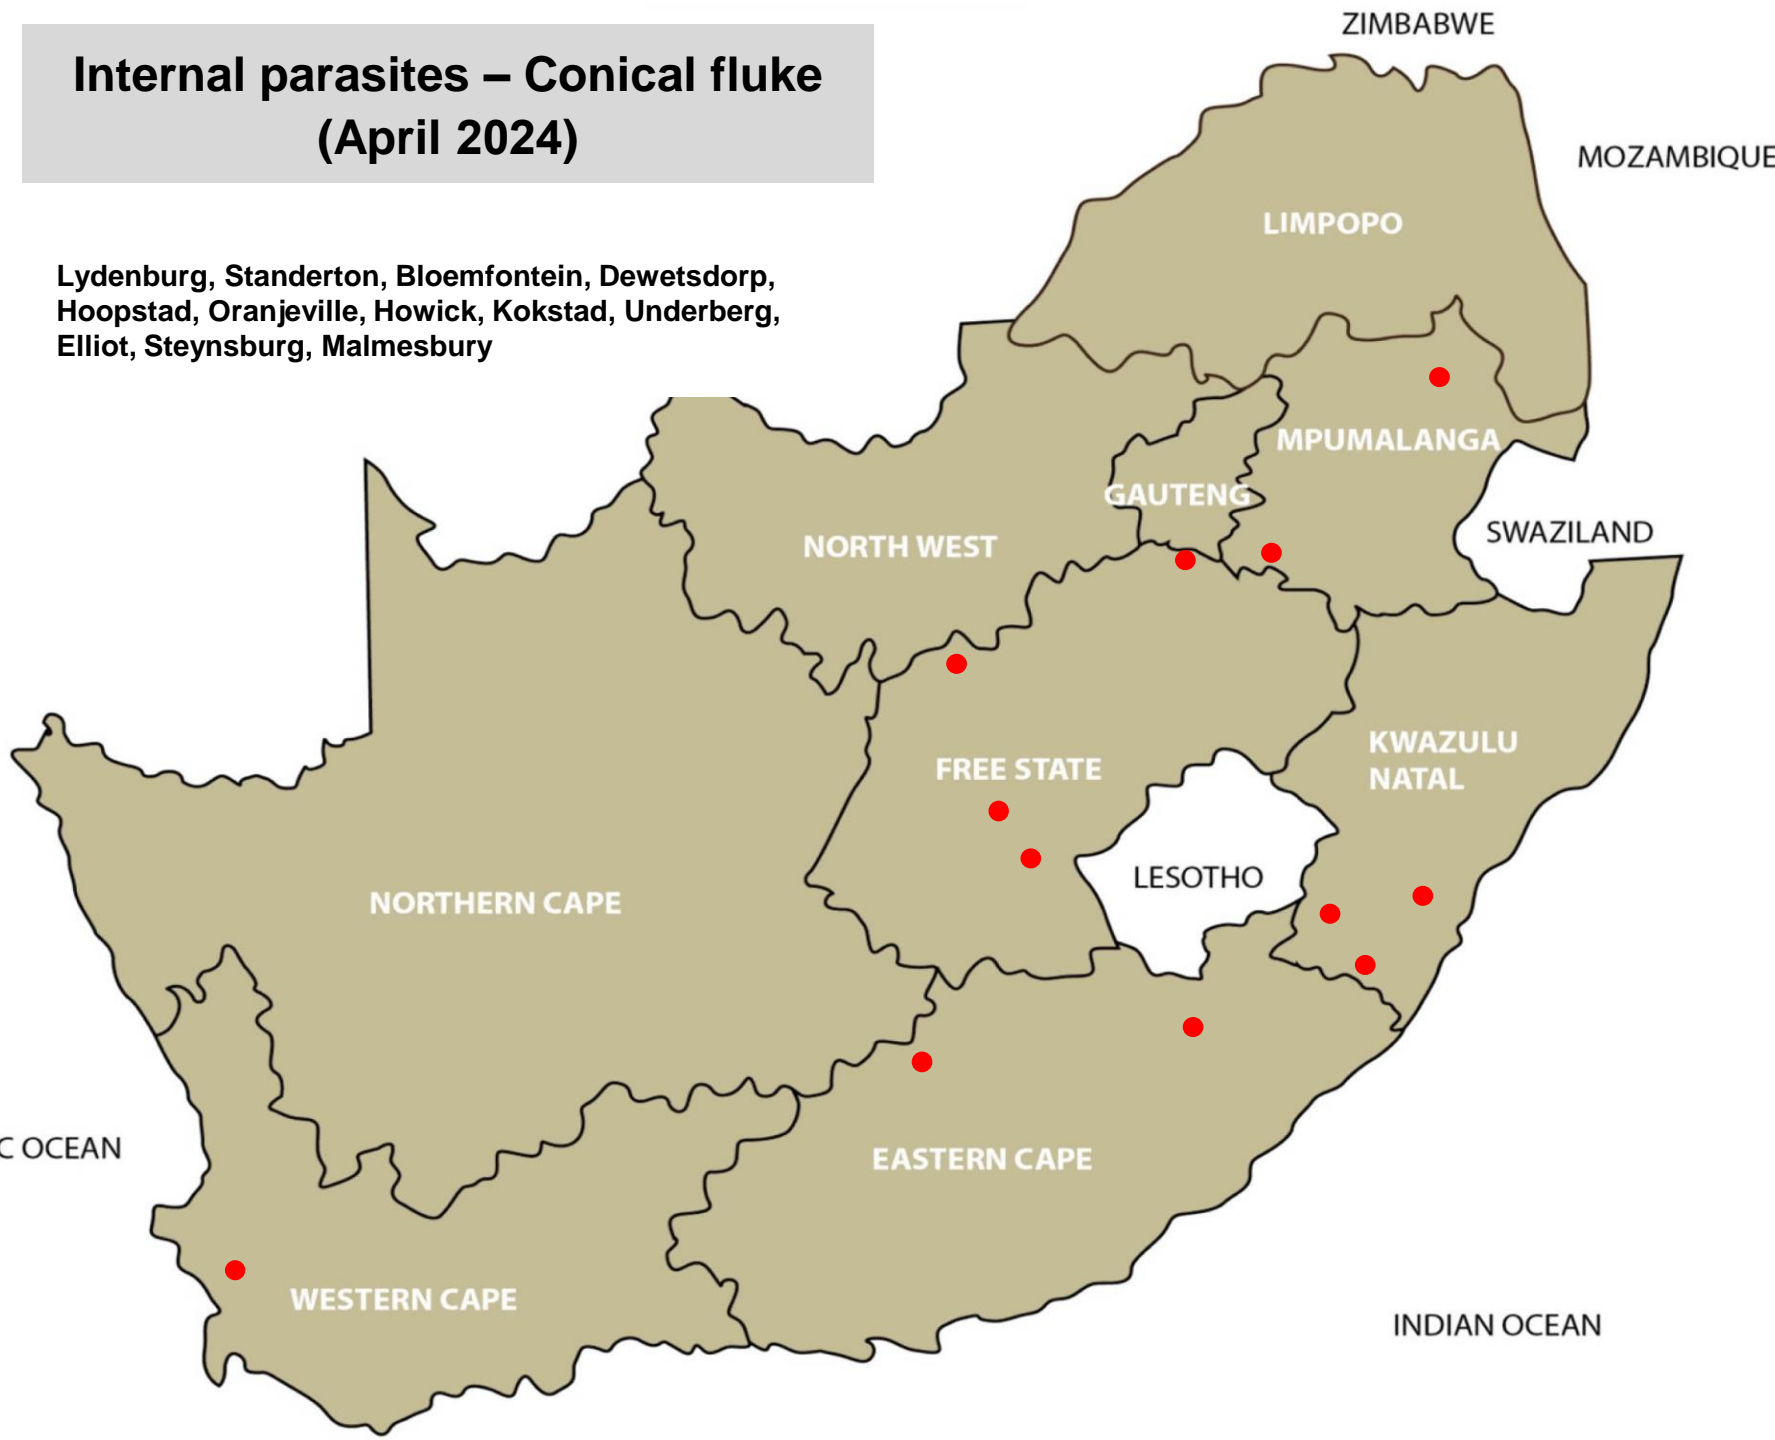 Internal parasites – Conical fluke
(April 2024)
Lydenburg, Standerton, Bloemfontein, Dewetsdorp,
Hoopstad, Oranjeville, Howick, Kokstad, Underberg,
Elliot, Steynsburg, Malmesbury
ZIMBABWE
MOZAMBIQUE
LIMPOPO
MPUMALANGA
GAUTENG
SWAZILAND
NORTH WEST
KWAZULU
NATAL
FREE STATE
LESOTHO
NORTHERN CAPE
C OCEAN
EASTERN CAPE
WESTERN CAPE
INDIAN OCEAN